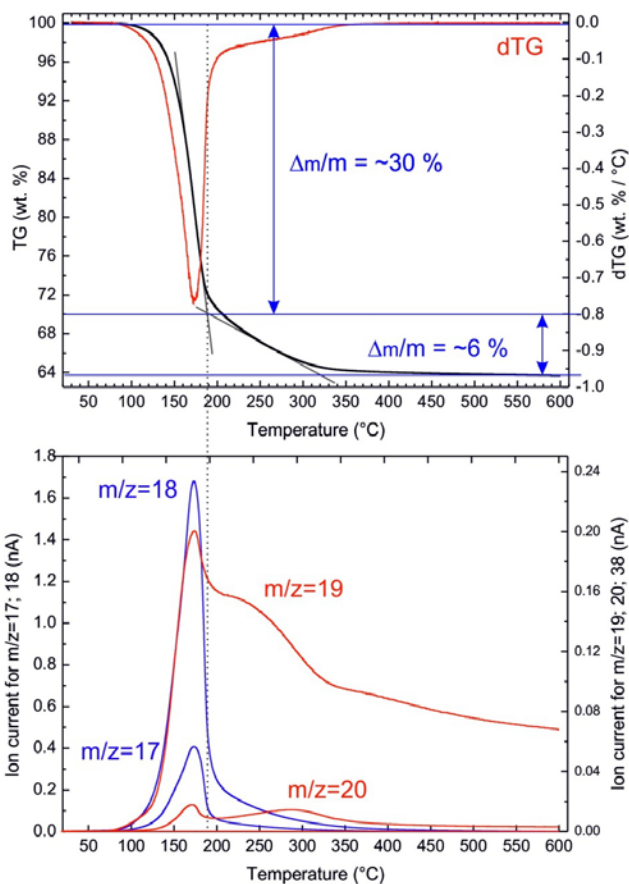 100
96
92
88
84
80
76
72
68
64
TG (wt. %)
dTG
Δm/m = ~30 %
Δm/m = ~6 %
0.0
-0.1
-0.2
-0.3
-0.4
-0.5
-0.6
-0.7
-0.8
-0.9
-1.0
dTG (wt. % / °C)
50 100 150 200 250 300 350 400 450 500 550 600
Temperature (°C)
1.8
1.6
1.4
1.2
1.0
0.8
0.6
0.4
0.2
0.0
Ion current for m/z=17; 18 (nA)
m/z=18
m/z=19
m/z=17
m/z=20
0.24
0.20
0.16
0.12
0.08
0.04
0.00
Ion current for m/z=19; 20; 38 (nA)
50 100 150 200 250 300 350 400 450 500 550 600
Temperature (°C)